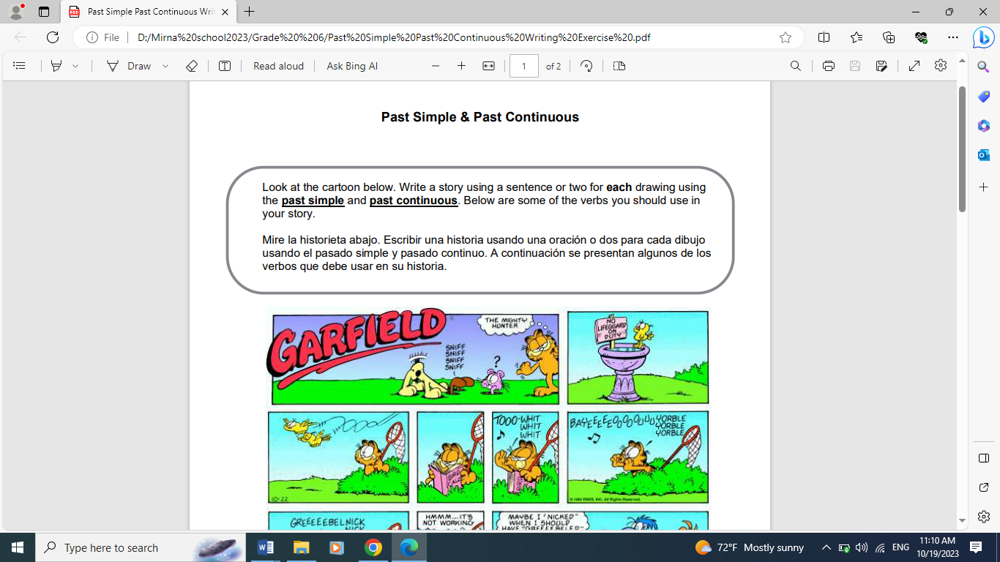 Past Simple Past Continuous Writ
File
D:/Mirna%20school2023/Grade%20%206/Past%20Simple%20Past%20Continuous%20Writing%20Exercise%20.pdf
Draw
Read aloud
Ask Bing AI
1
of 2
Past Simple & Past Continuous
Look at the cartoon below. Write a story using a sentence or two for each drawing using
the past simple and past continuous. Below are some of the verbs you should use in
your story.
Mire la historieta abajo. Escribir una historia usando una oración o dos para cada dibujo
usando el pasado simple y pasado continuo. A continuación se presentan algunos de los
verbos que debe usar en su historia.
GARFIELD
SNIFF
SNIFF
SNIFF
SNIFF
?
THE MIGHTY
HUNTER
NO
LIFEGUARD
ON
DUTY
10-22
TOOO-WHIT
WHIT
WHIT
BAYEEEEOOOOUUUYORBLE
YORBLE
YORBLE
© 1989 PAWS, INC. All Rights Reserved.
GREEEEEBELNICK
HMMM...IT'S
NOT WORKING
MAYBE I "NICKED"
WHEN I SHOULD
Type here to search
72°F Mostly sunny
ENG
11:10 AM
10/19/2023